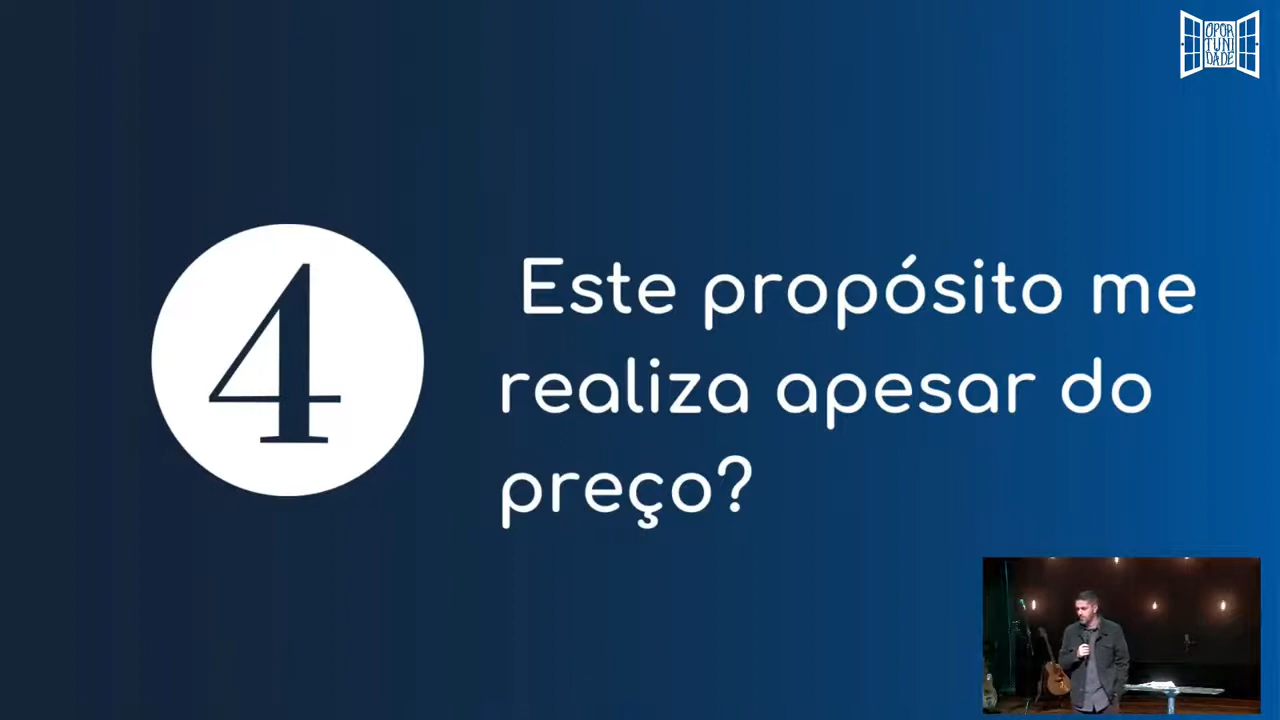 OPOR
TUNI
DADE
4
Este propósito me
realiza apesar do
preço?